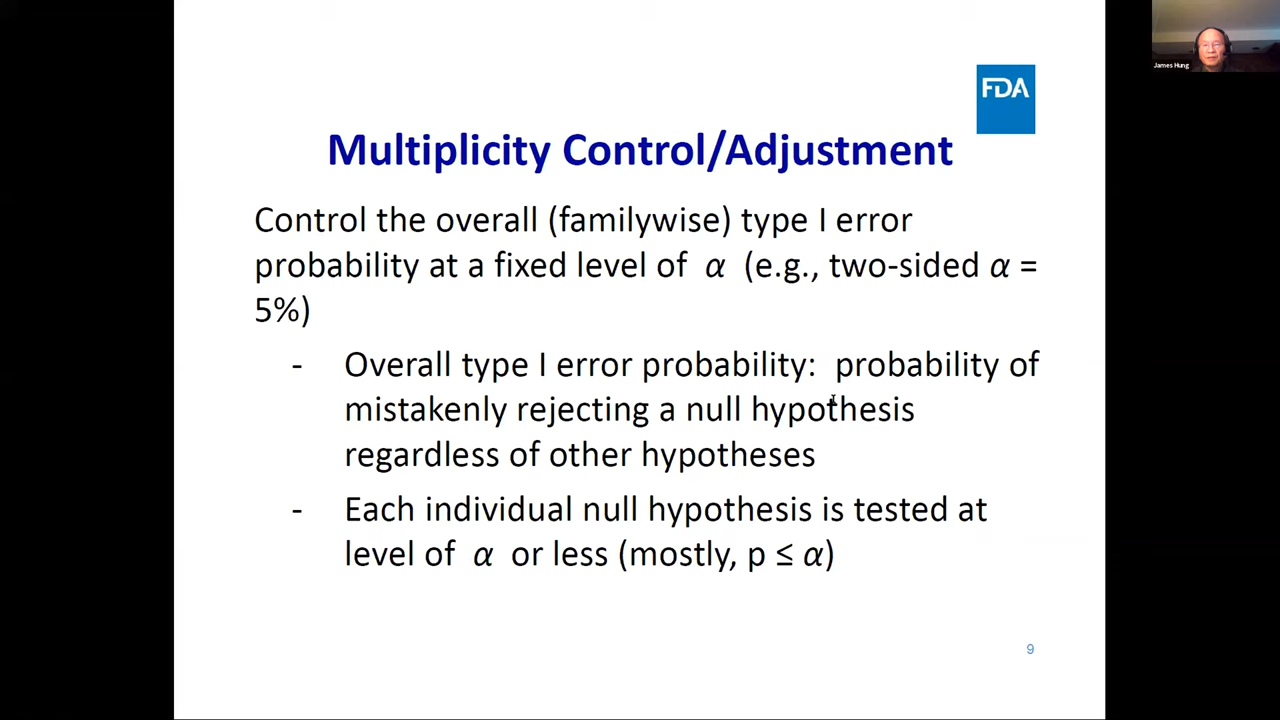 James Hung
FDA
Multiplicity Control/Adjustment
Control the overall (familywise) type I error
probability at a fixed level of α (e.g., two-sided α =
5%)
- Overall type I error probability: probability of
mistakenly rejecting a null hypothesis
regardless of other hypotheses
- Each individual null hypothesis is tested at
level of α or less (mostly, p ≤ α)
9